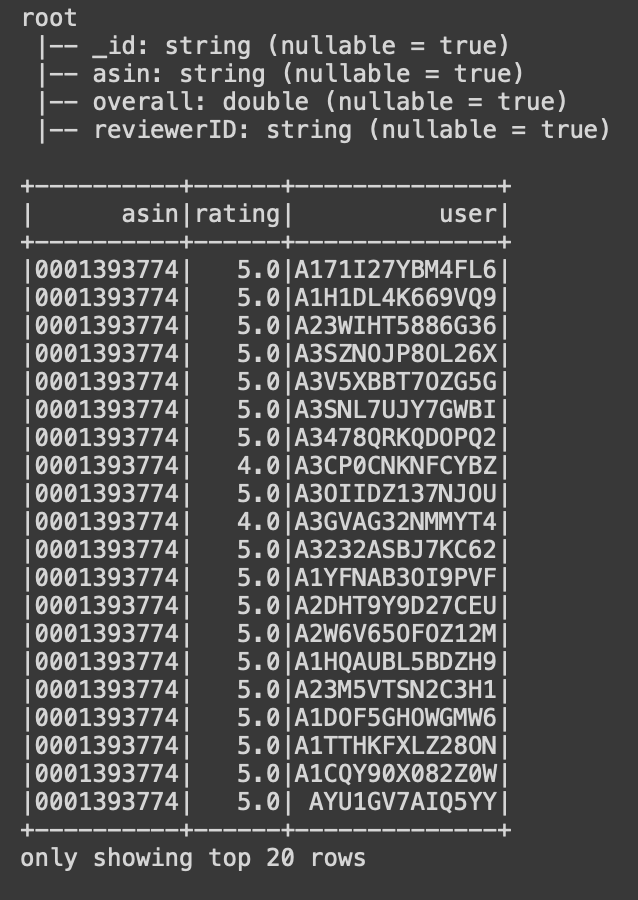 root
 |-- _id: string (nullable = true)
 |-- asin: string (nullable = true)
 |-- overall: double (nullable = true)
 |-- reviewerID: string (nullable = true)

+----------+------+--------------+
|      asin|rating|          user|
+----------+------+--------------+
|0001393774|   5.0|A171I27YBM4FL6|
|0001393774|   5.0|A1H1DL4K669VQ9|
|0001393774|   5.0|A23WIHT5886G36|
|0001393774|   5.0|A3SZNOJP8OL26X|
|0001393774|   5.0|A3V5XBBT7OZG5G|
|0001393774|   5.0|A3SNL7UJY7GWBI|
|0001393774|   5.0|A3478QRKQDOPQ2|
|0001393774|   4.0|A3CP0CNKNFCYBZ|
|0001393774|   5.0|A3OIIDZ137NJOU|
|0001393774|   4.0|A3GVAG32NMMYT4|
|0001393774|   5.0|A3232ASBJ7KC62|
|0001393774|   5.0|A1YFNAB3OI9PVF|
|0001393774|   5.0|A2DHT9Y9D27CEU|
|0001393774|   5.0|A2W6V65OFOZ12M|
|0001393774|   5.0|A1HQAUBL5BDZH9|
|0001393774|   5.0|A23M5VTSN2C3H1|
|0001393774|   5.0|A1DOF5GHOWGMW6|
|0001393774|   5.0|A1TTHKFXLZ28ON|
|0001393774|   5.0|A1CQY90X082Z0W|
|0001393774|   5.0| AYU1GV7AIQ5YY|
+----------+------+--------------+
only showing top 20 rows